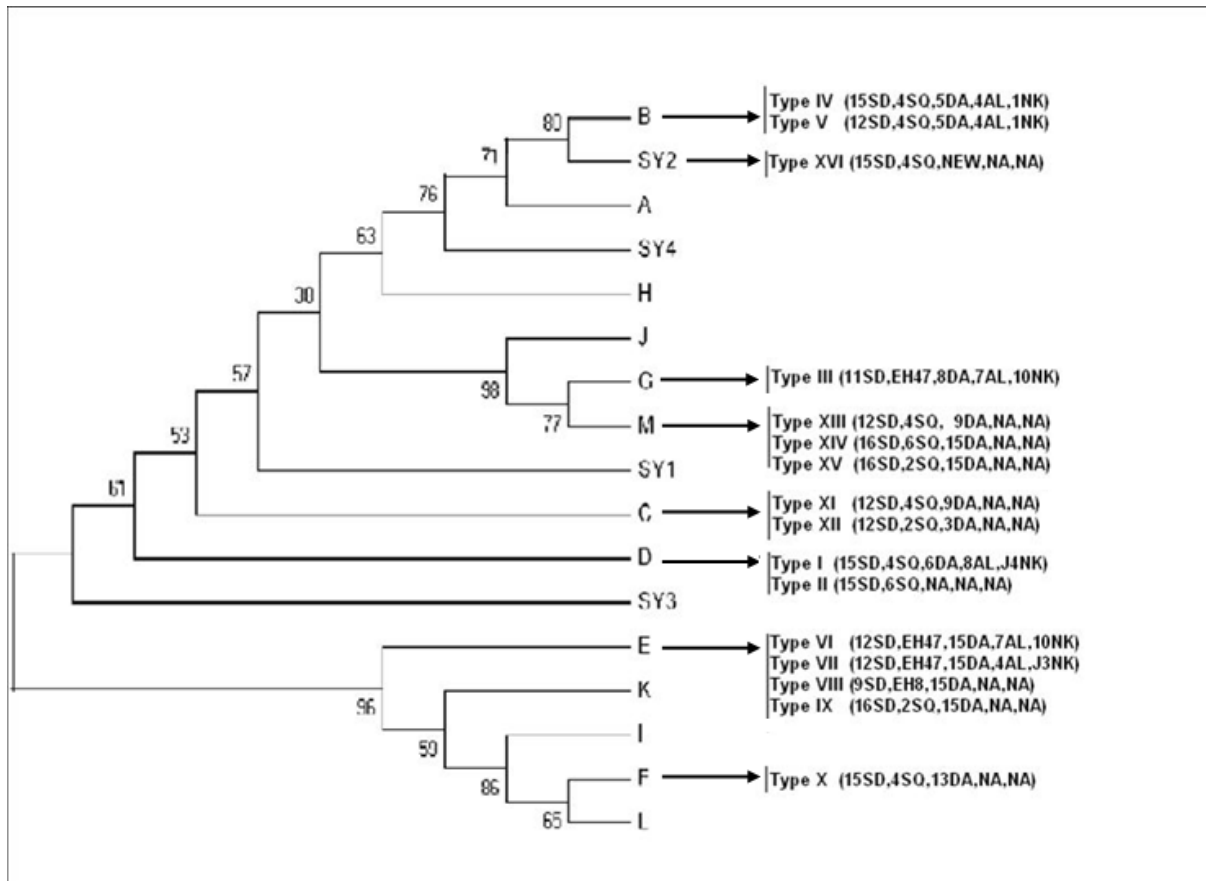 B
Type IV (15SD,4SQ,5DA,4AL,1NK)
Type V (12SD,4SQ,5DA,4AL,1NK)
80
SY2
Type XVI (15SD,4SQ,NEW,NA,NA)
71
A
76
SY4
63
H
30
J
G
Type III (11SD,EH47,8DA,7AL,10NK)
98
77
M
Type XIII (12SD,4SQ, 9DA,NA,NA)
Type XIV (16SD,6SQ,15DA,NA,NA)
Type XV (16SD,2SQ,15DA,NA,NA)
57
SY1
53
C
Type XI (12SD,4SQ,9DA,NA,NA)
Type XII (12SD,2SQ,3DA,NA,NA)
61
D
Type I (15SD,4SQ,6DA,8AL,J4NK)
Type II (15SD,6SQ,NA,NA,NA)
SY3
E
Type VI (12SD,EH47,15DA,7AL,10NK)
Type VII (12SD,EH47,15DA,4AL,J3NK)
Type VIII (9SD,EH8,15DA,NA,NA)
Type IX (16SD,2SQ,15DA,NA,NA)
96
K
59
I
86
F
Type X (15SD,4SQ,13DA,NA,NA)
65
L